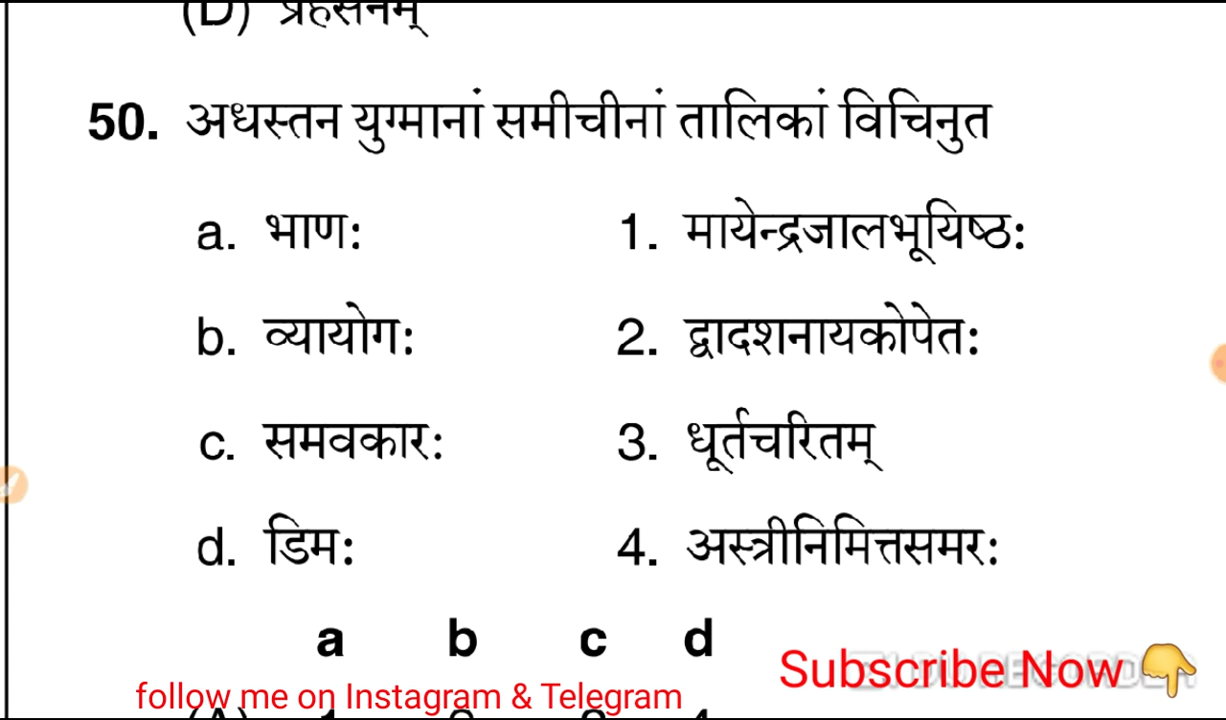 (D) प्रहसनम्
50. अधस्तन युग्मानां समीचीनां तालिकां विचिनुत
a. भाण: 1. मायेन्द्रजालभूयिष्ठ:
b. व्यायोग: 2. द्वादशनायकोपेत:
c. समवकार: 3. धूर्तचरितम्
d. डिम: 4. अस्त्रीनिमित्तसमर:
a b c d
Subscribe Now
follow me on Instagram & Telegram